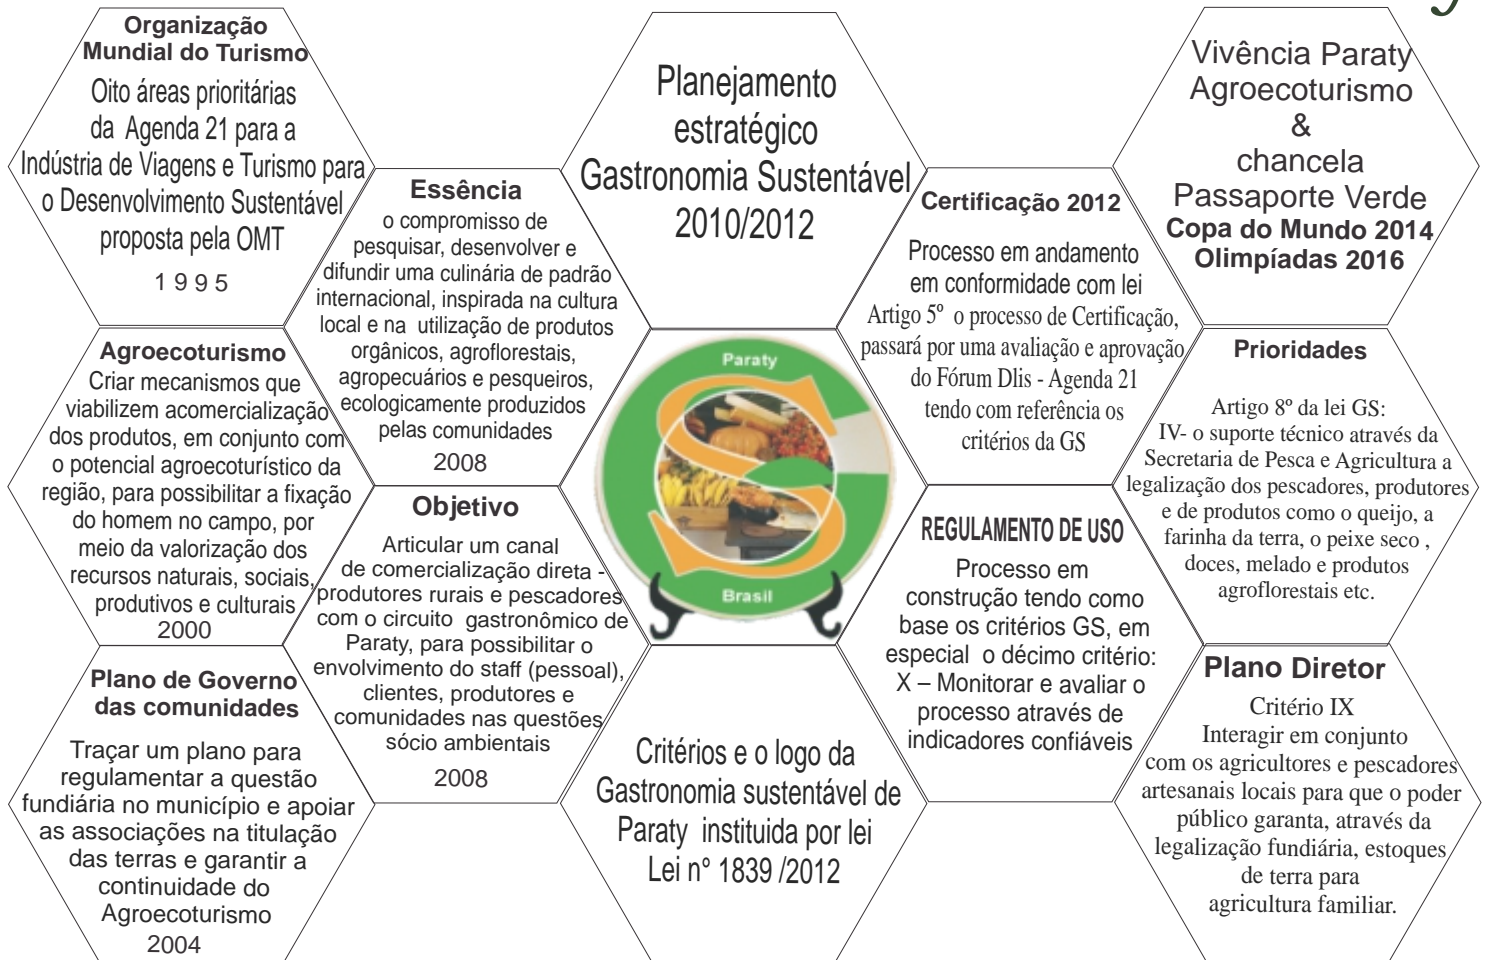 Organização
Mundial do Turismo
Oito áreas prioritárias
da Agenda 21 para a
Indústria de Viagens e Turismo para
o Desenvolvimento Sustentável
proposta pela OMT
1 9 9 5
Agroecoturismo
Criar mecanismos que
viabilizem acomercialização
dos produtos, em conjunto com
o potencial agroecoturístico da
região, para possibilitar a fixação
do homem no campo, por
meio da valorização dos
recursos naturais, sociais,
produtivos e culturais
2000
Plano de Governo
das comunidades
Traçar um plano para
regulamentar a questão
fundiária no município e apoiar
as associações na titulação
das terras e garantir a
continuidade do
Agroecoturismo
2004
Essência
o compromisso de
pesquisar, desenvolver e
difundir uma culinária de padrão
internacional, inspirada na cultura
local e na utilização de produtos
orgânicos, agroflorestais,
agropecuários e pesqueiros,
ecologicamente produzidos
pelas comunidades
2008
Objetivo
Articular um canal
de comercialização direta -
produtores rurais e pescadores
com o circuito gastronômico de
Paraty, para possibilitar o
envolvimento do staff (pessoal),
clientes, produtores e
comunidades nas questões
sócio ambientais
2008
Planejamento
estratégico
Gastronomia Sustentável
2010/2012
Paraty
Brasil
Critérios e o logo da
Gastronomia sustentável de
Paraty instituida por lei
Lei n° 1839 /2012
Certificação 2012
Processo em andamento
em conformidade com lei
Artigo 5º o processo de Certificação,
passará por uma avaliação e aprovação
do Fórum Dlis - Agenda 21
tendo com referência os
critérios da GS
REGULAMENTO DE USO
Processo em
construção tendo como
base os critérios GS, em
especial o décimo critério:
X – Monitorar e avaliar o
processo através de
indicadores confiáveis
Vivência Paraty
Agroecoturismo
&
chancela
Passaporte Verde
Copa do Mundo 2014
Olimpíadas 2016
Prioridades
Artigo 8º da lei GS:
IV- o suporte técnico através da
Secretaria de Pesca e Agricultura a
legalização dos pescadores, produtores
e de produtos como o queijo, a
farinha da terra, o peixe seco ,
doces, melado e produtos
agroflorestais etc.
Plano Diretor
Critério IX
Interagir em conjunto
com os agricultores e pescadores
artesanais locais para que o poder
público garanta, através da
legalização fundiária, estoques
de terra para
agricultura familiar.